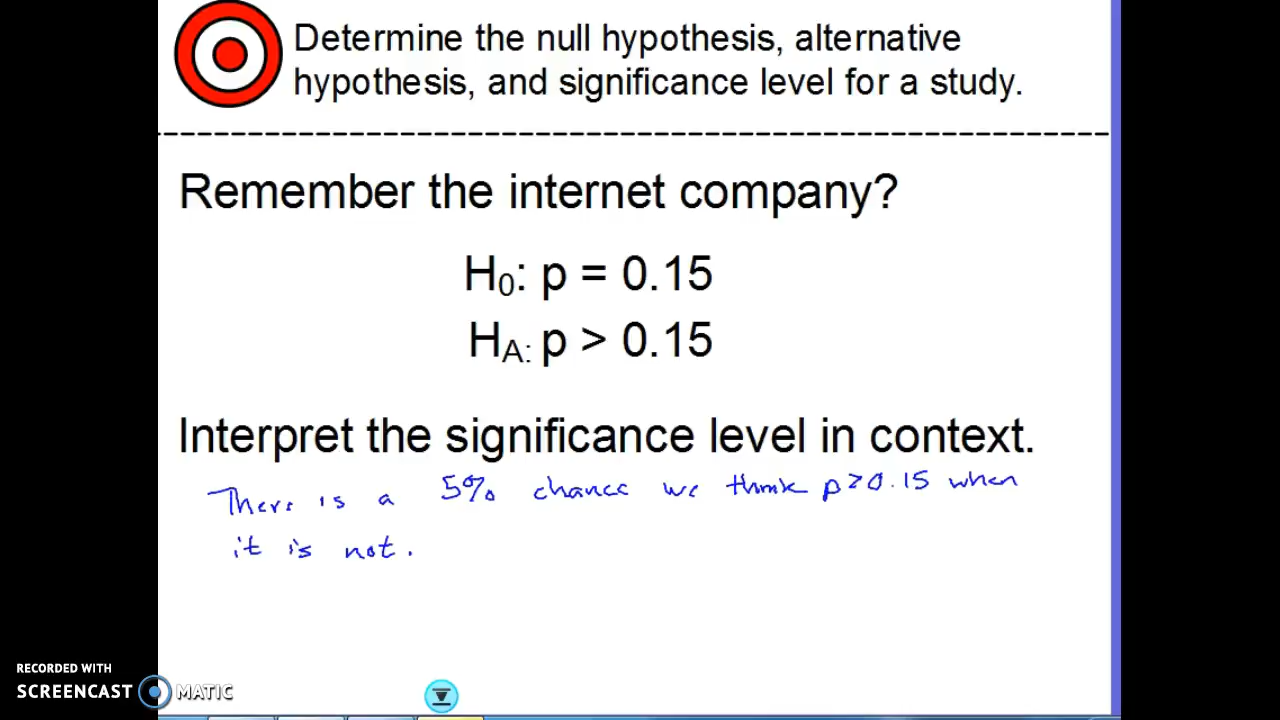 Determine the null hypothesis, alternative
hypothesis, and significance level for a study.
Remember the internet company?
H₀: p = 0.15
Hᴀ: p > 0.15
Interpret the significance level in context.
There is a 5% chance we think p > 0.15 when
it is not.
RECORDED WITH
SCREENCAST MATIC